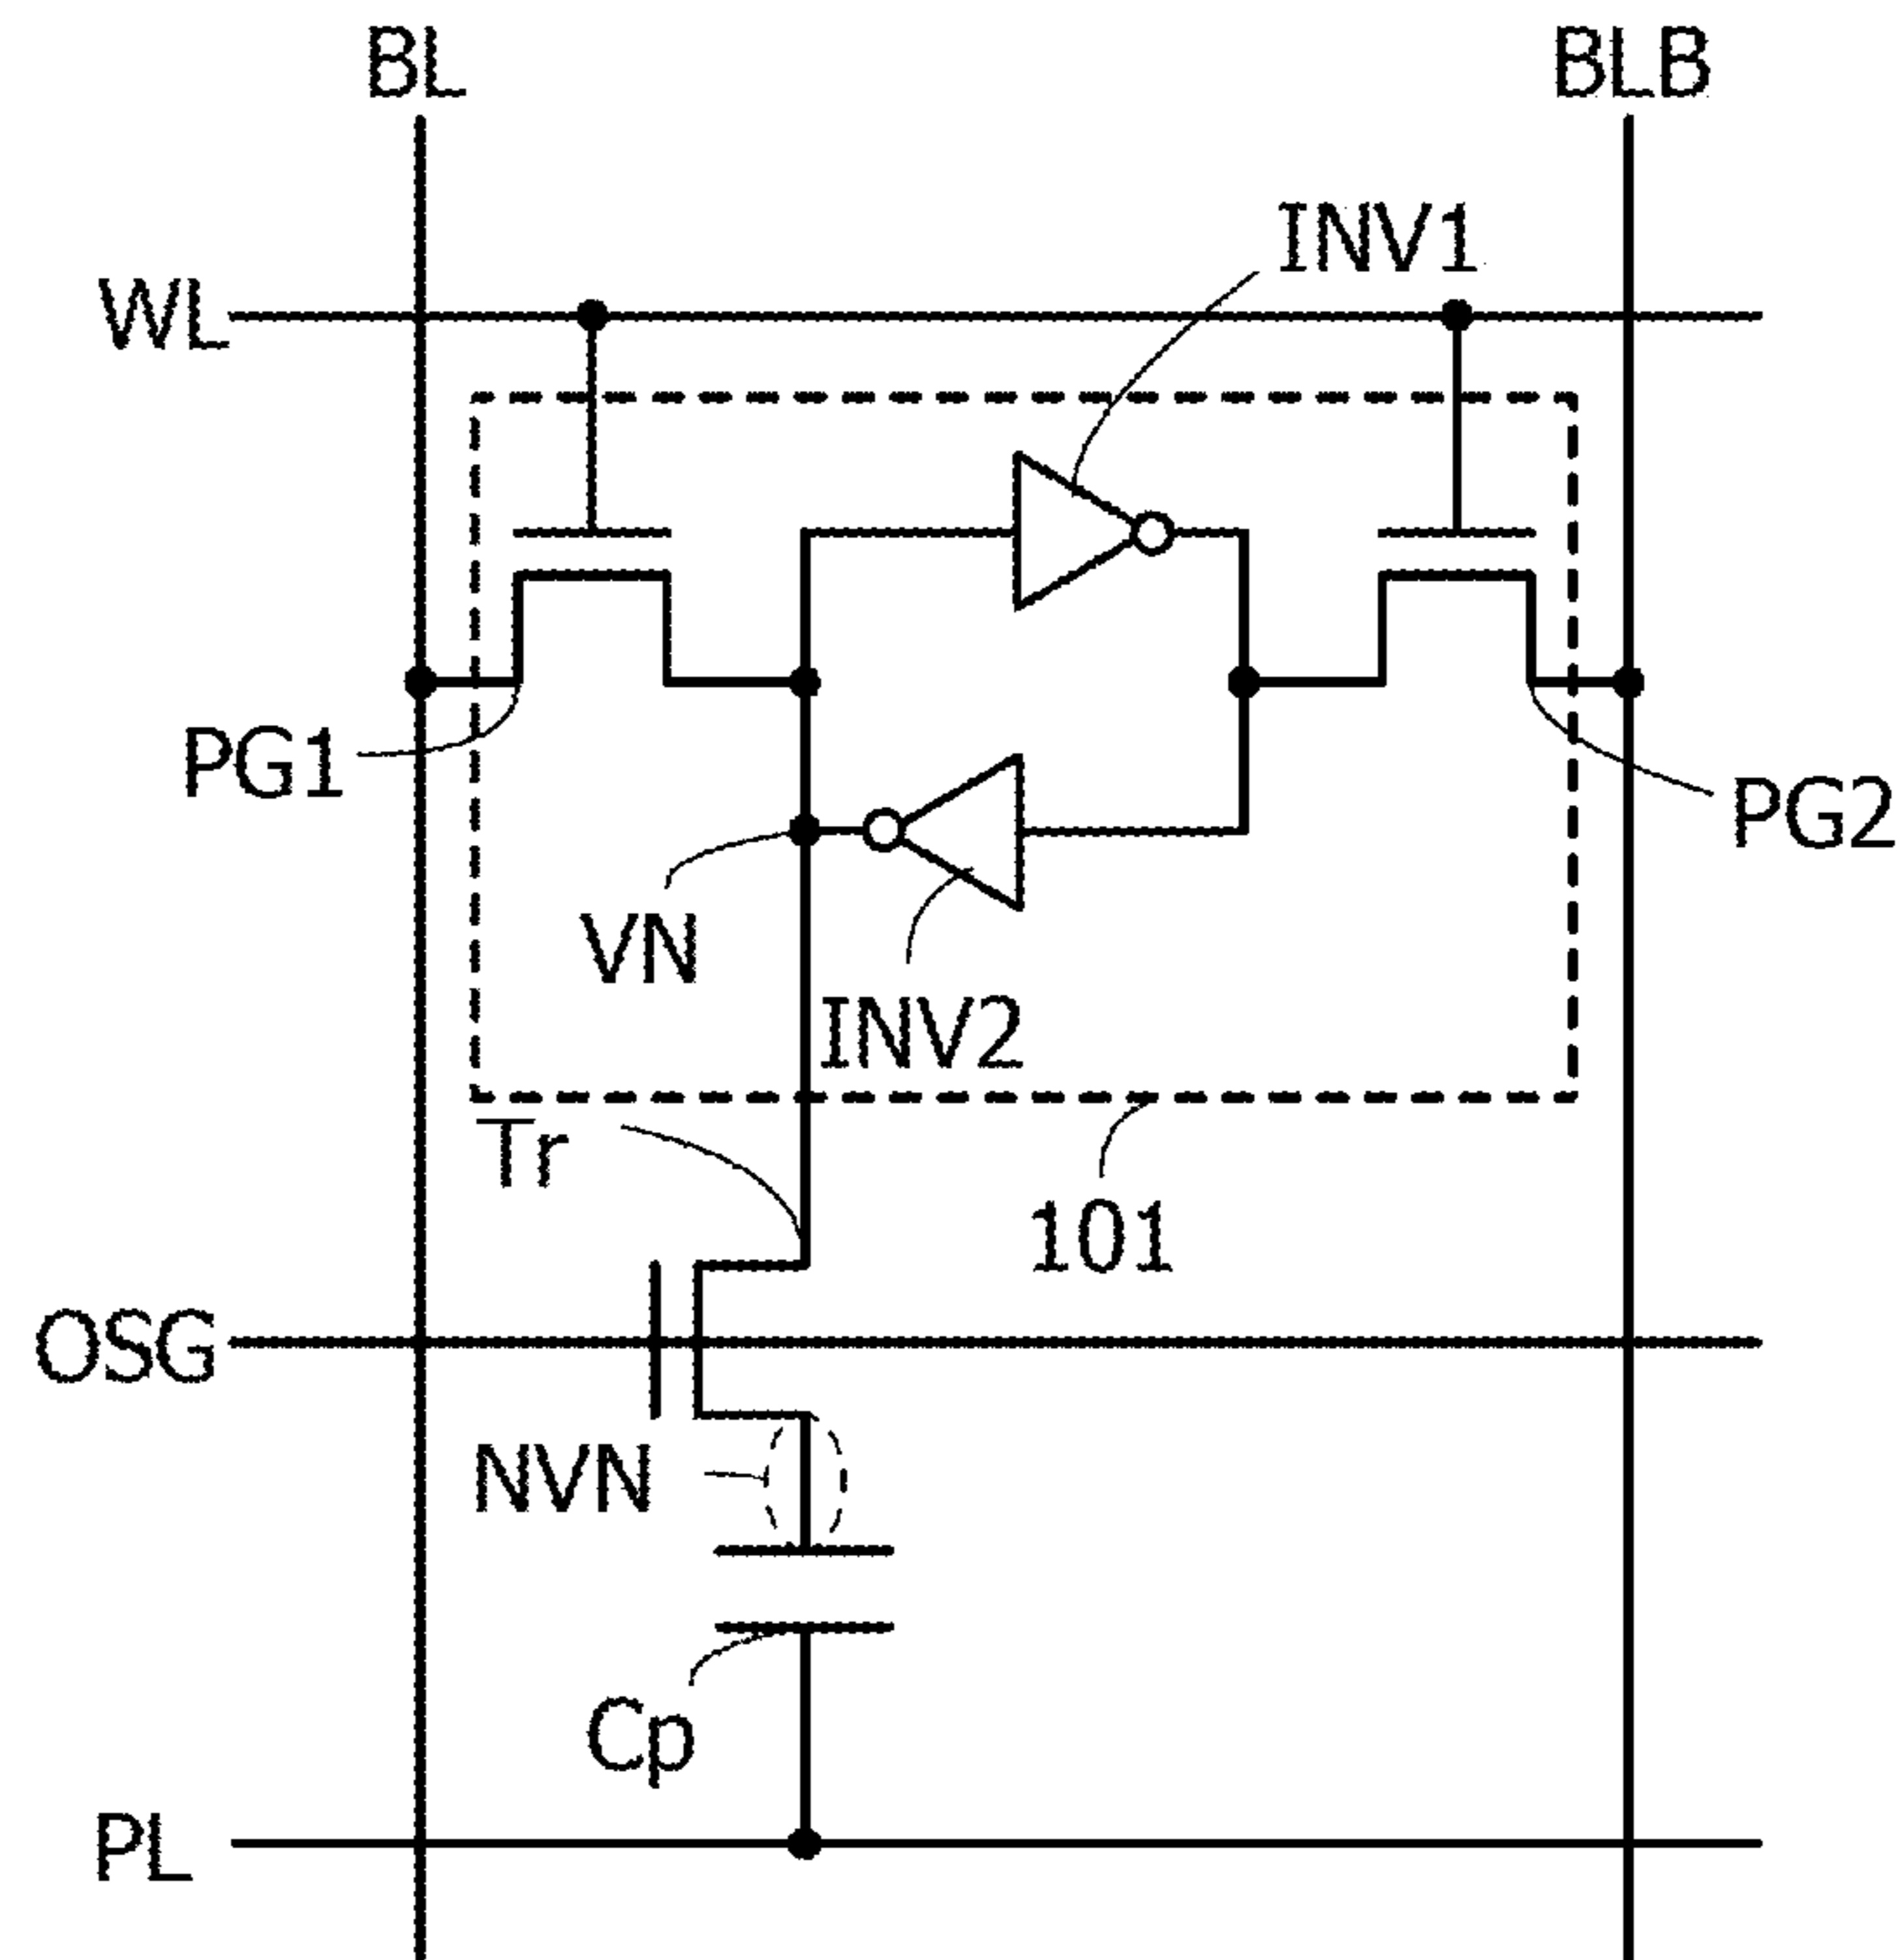 BL
BLB
INV1
WL
PG1
PG2
VN
INV2
Tr
101
OSG
NVN
Cp
PL